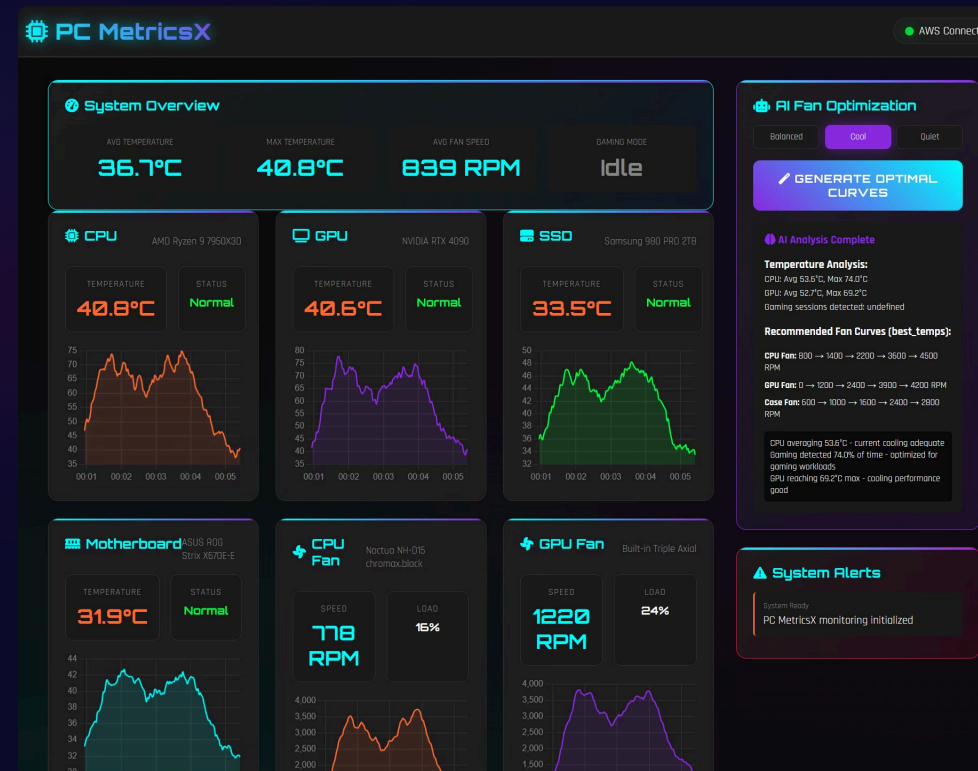 PC MetricsX
AWS Connect
System Overview
AVG TEMPERATURE
36.7°C
MAX TEMPERATURE
40.8°C
AVG FAN SPEED
839 RPM
GAMING MODE
Idle
CPU
AMD Ryzen 9 7950X3D
TEMPERATURE
40.8°C
STATUS
Normal
75
70
65
60
55
50
45
40
35
00:01 00:02 00:03 00:04 00:05
GPU
NVIDIA RTX 4090
TEMPERATURE
40.6°C
STATUS
Normal
80
75
70
65
60
55
50
45
40
35
00:01 00:02 00:03 00:04 00:05
SSD
Samsung 980 PRO 2TB
TEMPERATURE
33.5°C
STATUS
Normal
50
48
46
44
42
40
38
36
34
32
00:01 00:02 00:03 00:04 00:05
Motherboard
ASUS ROG
Strix X670E-E
TEMPERATURE
31.9°C
STATUS
Normal
44
42
40
38
36
34
32
30
CPU
Fan
Noctua NH-D15
chromax.black
SPEED
778
RPM
LOAD
15%
4,000
3,500
3,000
2,500
2,000
GPU Fan
Built-in Triple Axial
SPEED
1220
RPM
LOAD
24%
4,000
3,500
3,000
2,500
2,000
1,500
AI Fan Optimization
Balanced
Cool
Quiet
GENERATE OPTIMAL
CURVES
AI Analysis Complete
Temperature Analysis:
CPU: Avg 53.6°C, Max 74.0°C
GPU: Avg 52.7°C, Max 69.2°C
Gaming sessions detected: undefined
Recommended Fan Curves (best_temps):
CPU Fan: 800 → 1400 → 2200 → 3600 → 4500
RPM
GPU Fan: 0 → 1200 → 2400 → 3900 → 4200 RPM
Case Fan: 600 → 1000 → 1600 → 2400 → 2800
RPM
CPU averaging 53.6°C - current cooling adequate
Gaming detected 74.0% of time - optimized for
gaming workloads
GPU reaching 69.2°C max - cooling performance
good
System Alerts
System Ready
PC MetricsX monitoring initialized